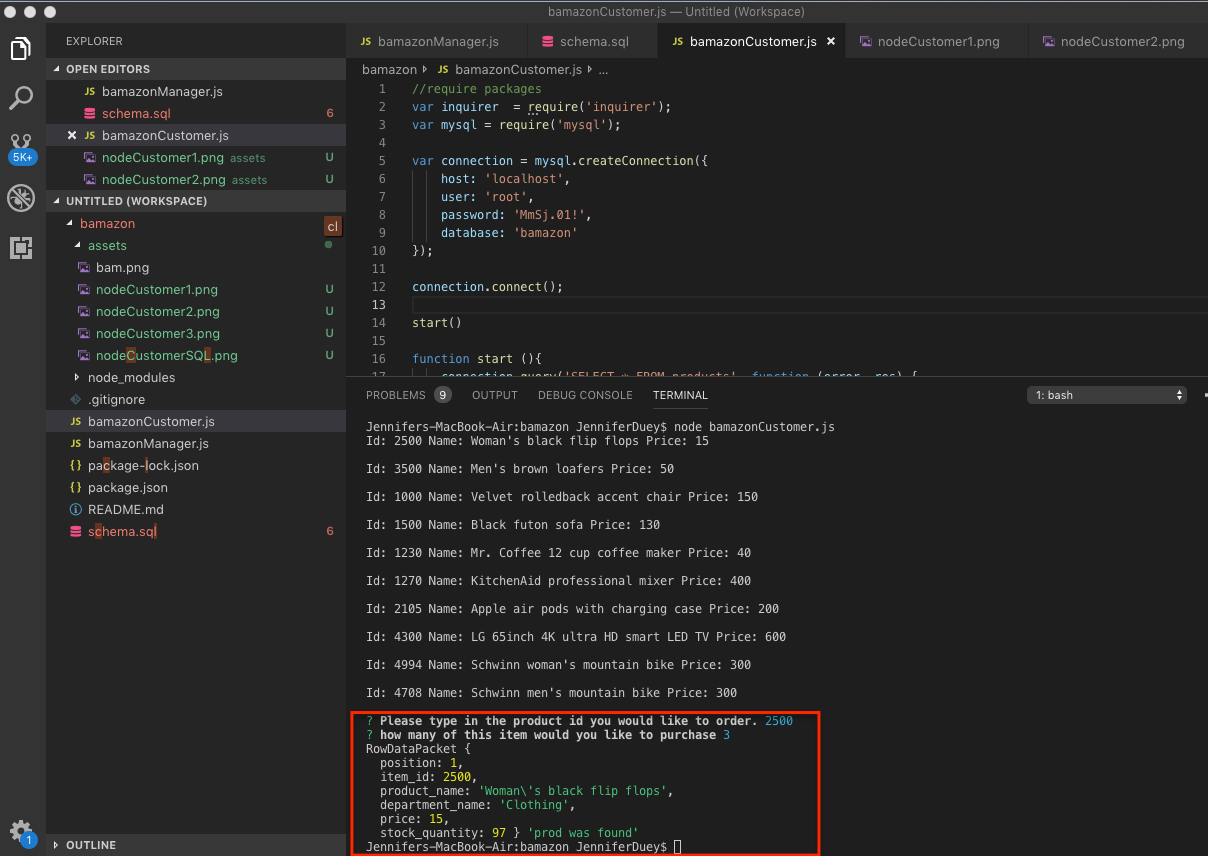 bamazonCustomer.js — Untitled (Workspace)
EXPLORER
OPEN EDITORS
JS bamazonManager.js
schema.sql 6
JS bamazonCustomer.js
nodeCustomer1.png assets U
nodeCustomer2.png assets U
UNTITLED (WORKSPACE)
bamazon cl
assets
bam.png
nodeCustomer1.png U
nodeCustomer2.png U
nodeCustomer3.png U
nodeCustomerSQL.png U
node_modules
.gitignore
JS bamazonCustomer.js
JS bamazonManager.js
{} package-lock.json
{} package.json
README.md
schema.sql 6
OUTLINE
5K+
1
JS bamazonManager.js schema.sql JS bamazonCustomer.js × nodeCustomer1.png nodeCustomer2.png
bamazon JS bamazonCustomer.js ...
1 //require packages
2 var inquirer  = require('inquirer');
3 var mysql = require('mysql');
4
5 var connection = mysql.createConnection({
6     host: 'localhost',
7     user: 'root',
8     password: 'MmSj.01!',
9     database: 'bamazon'
10 });
11
12 connection.connect();
13
14 start()
15
16 function start (){
17     connection.query('SELECT * FROM products', function (error, res) {
PROBLEMS 9 OUTPUT DEBUG CONSOLE TERMINAL 1: bash
Jennifers-MacBook-Air:bamazon JenniferDuey$ node bamazonCustomer.js
Id: 2500 Name: Woman's black flip flops Price: 15
Id: 3500 Name: Men's brown loafers Price: 50
Id: 1000 Name: Velvet rolledback accent chair Price: 150
Id: 1500 Name: Black futon sofa Price: 130
Id: 1230 Name: Mr. Coffee 12 cup coffee maker Price: 40
Id: 1270 Name: KitchenAid professional mixer Price: 400
Id: 2105 Name: Apple air pods with charging case Price: 200
Id: 4300 Name: LG 65inch 4K ultra HD smart LED TV Price: 600
Id: 4994 Name: Schwinn woman's mountain bike Price: 300
Id: 4708 Name: Schwinn men's mountain bike Price: 300
? Please type in the product id you would like to order. 2500
? how many of this item would you like to purchase 3
RowDataPacket {
  position: 1,
  item_id: 2500,
  product_name: 'Woman\'s black flip flops',
  department_name: 'Clothing',
  price: 15,
  stock_quantity: 97 } 'prod was found'
Jennifers-MacBook-Air:bamazon JenniferDuey$